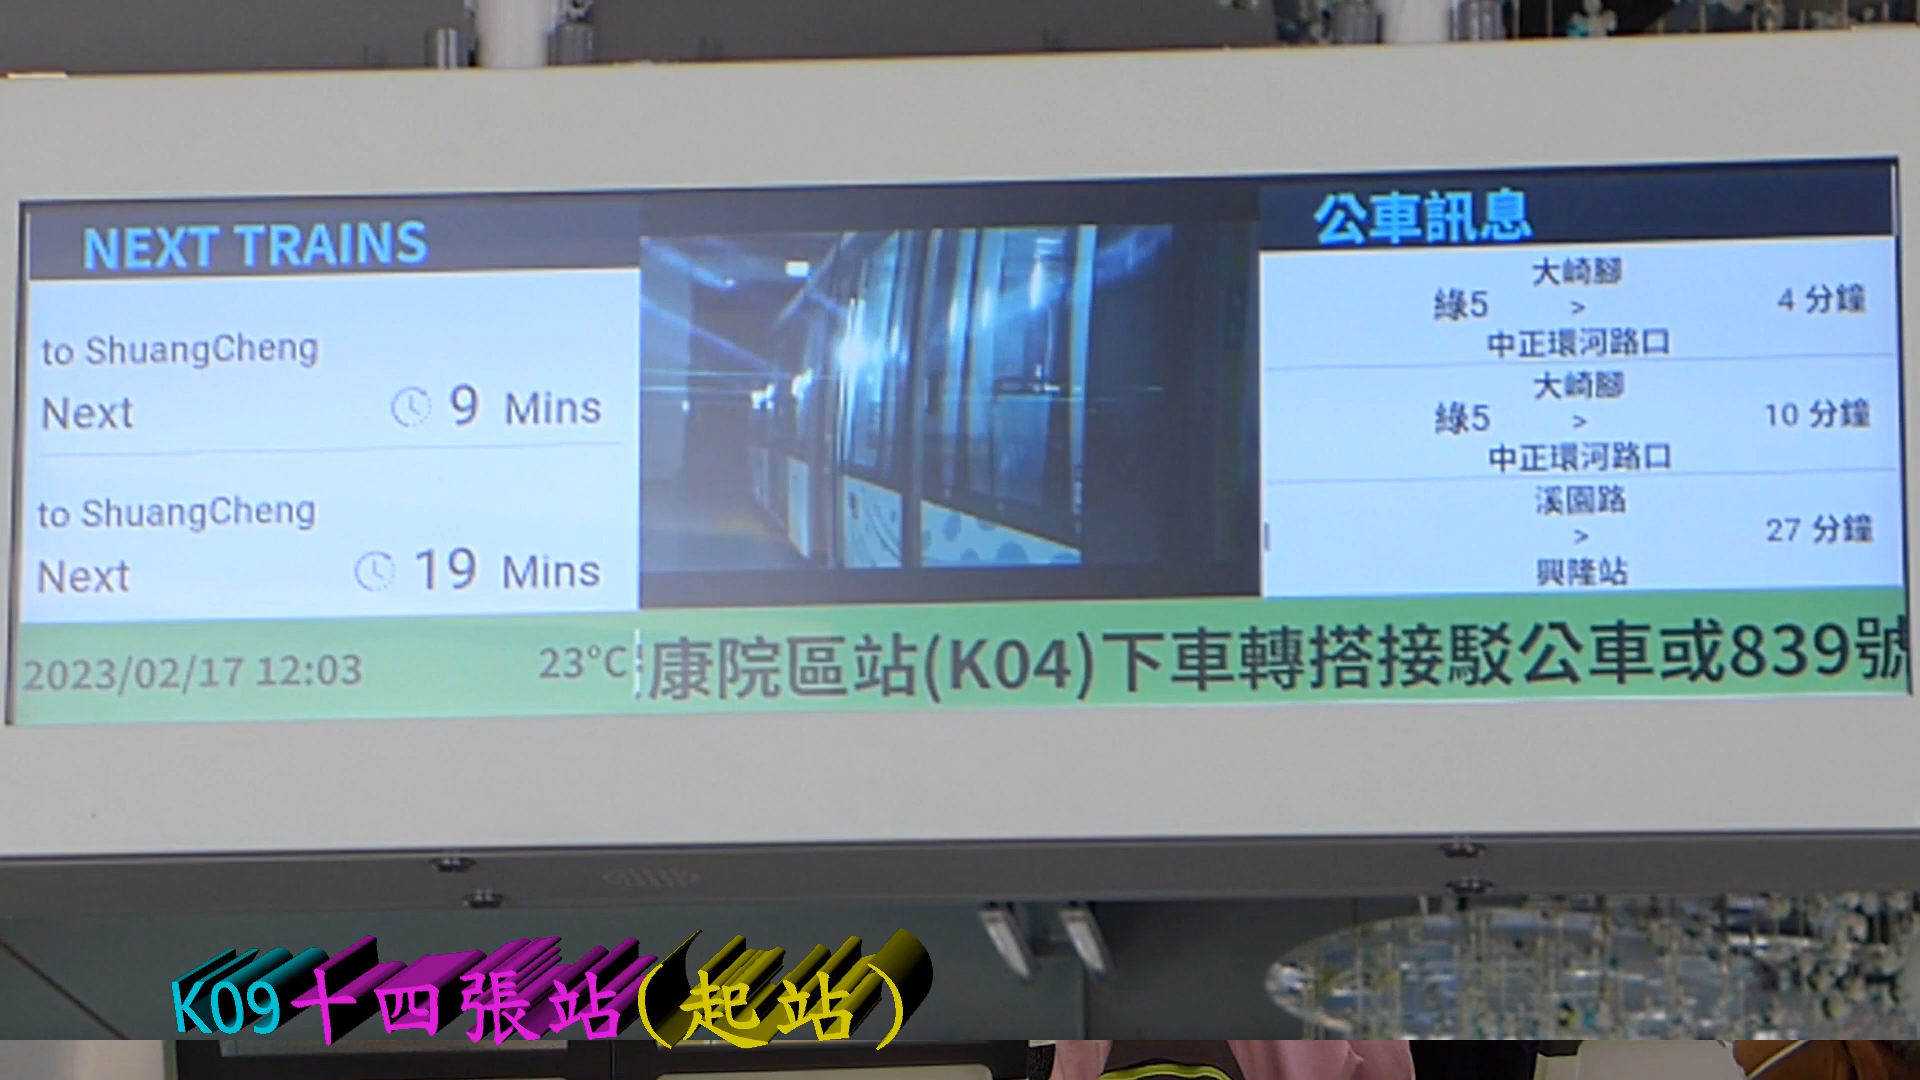 NEXT TRAINS
to ShuangCheng
Next 9 Mins
to ShuangCheng
Next 19 Mins
公車訊息
大崎腳
綠5 > 4 分鐘
中正環河路口
大崎腳
綠5 > 10 分鐘
中正環河路口
溪園路
> 27 分鐘
興隆站
2023/02/17 12:03 23°C 康院區站(K04)下車轉搭接駁公車或839號
K09十四張站(起站)